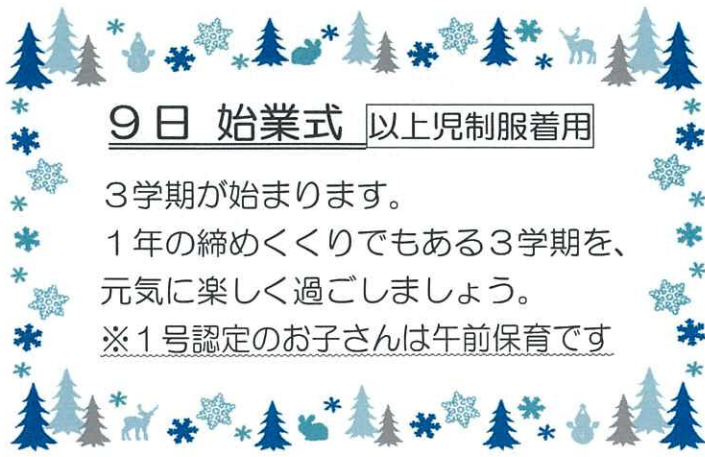 ９日 始業式 以上児制服着用
３学期が始まります。
１年の締めくくりでもある３学期を、
元気に楽しく過ごしましょう。
※１号認定のお子さんは午前保育です